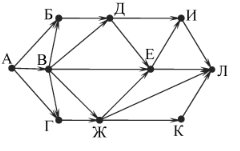 Б Д И
А В Е Л
Г Ж К